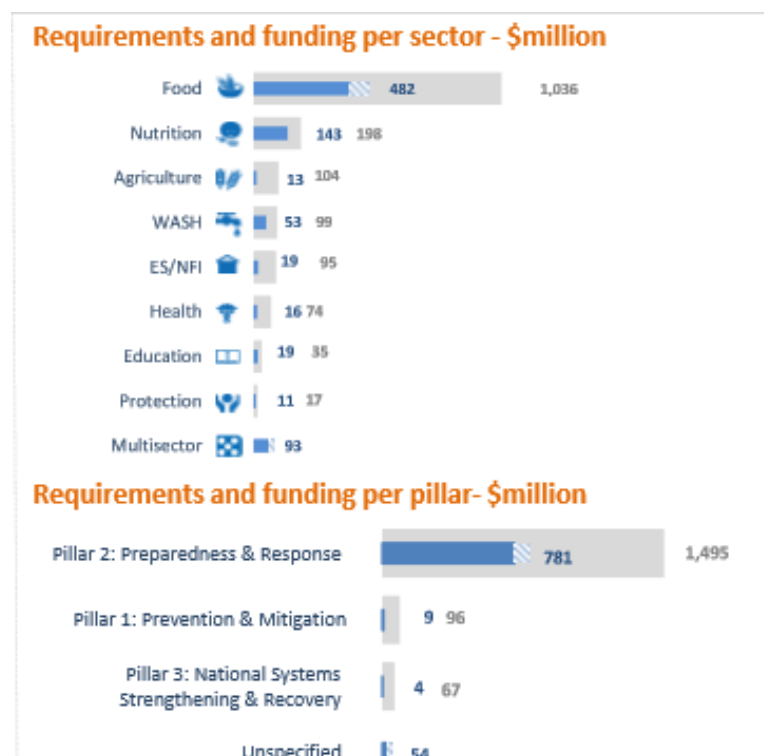 Requirements and funding per sector - $million
Food 482 1,036
Nutrition 143 198
Agriculture 13 104
WASH 53 99
ES/NFI 19 95
Health 16 74
Education 19 35
Protection 11 17
Multisector 93
Requirements and funding per pillar- $million
Pillar 2: Preparedness & Response 781 1,495
Pillar 1: Prevention & Mitigation 9 96
Pillar 3: National Systems
Strengthening & Recovery 4 67
Unspecified 54